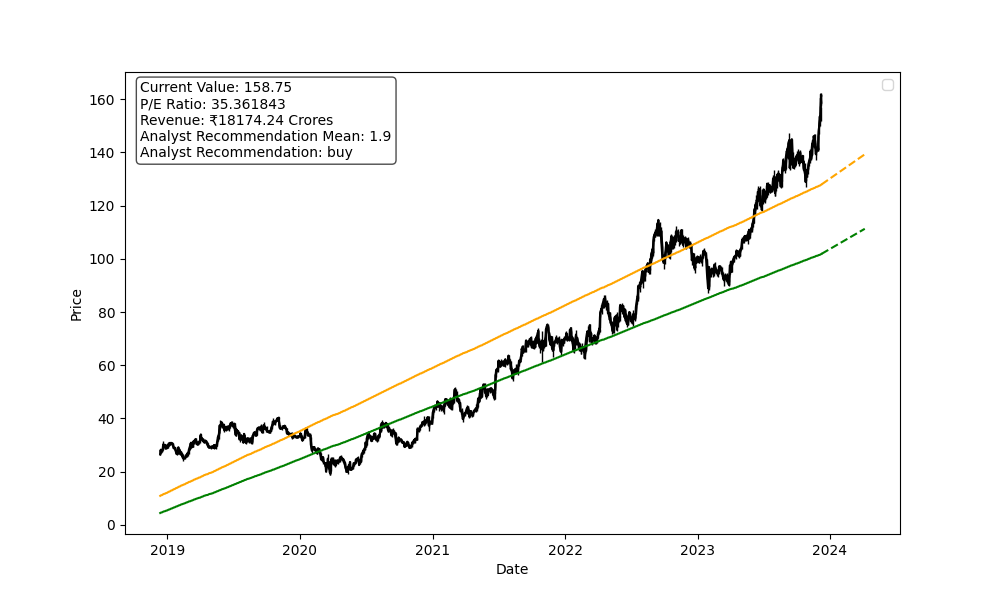 Current Value: 158.75
P/E Ratio: 35.361843
Revenue: ₹18174.24 Crores
Analyst Recommendation Mean: 1.9
Analyst Recommendation: buy
160
140
120
100
80
60
40
20
0
Price
2019 2020 2021 2022 2023 2024
Date